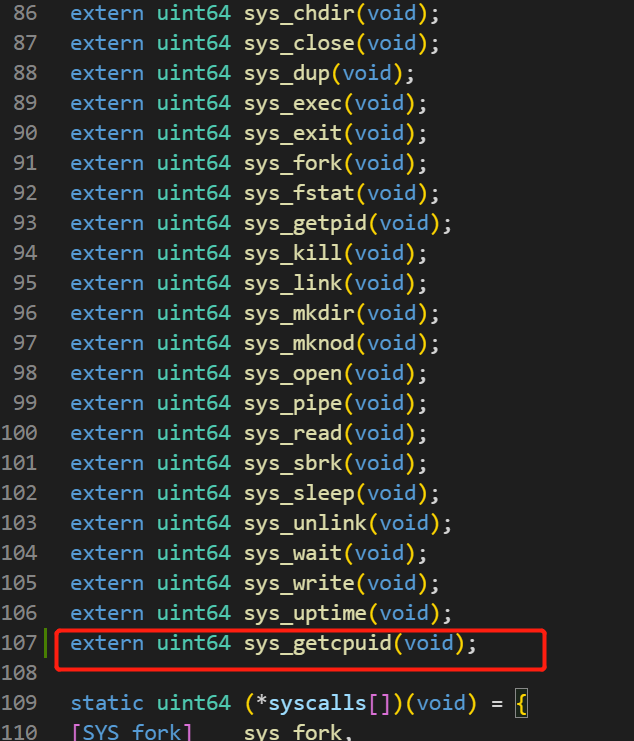 86 extern uint64 sys_chdir(void);
87 extern uint64 sys_close(void);
88 extern uint64 sys_dup(void);
89 extern uint64 sys_exec(void);
90 extern uint64 sys_exit(void);
91 extern uint64 sys_fork(void);
92 extern uint64 sys_fstat(void);
93 extern uint64 sys_getpid(void);
94 extern uint64 sys_kill(void);
95 extern uint64 sys_link(void);
96 extern uint64 sys_mkdir(void);
97 extern uint64 sys_mknod(void);
98 extern uint64 sys_open(void);
99 extern uint64 sys_pipe(void);
100 extern uint64 sys_read(void);
101 extern uint64 sys_sbrk(void);
102 extern uint64 sys_sleep(void);
103 extern uint64 sys_unlink(void);
104 extern uint64 sys_wait(void);
105 extern uint64 sys_write(void);
106 extern uint64 sys_uptime(void);
107 extern uint64 sys_getcpuid(void);
108
109 static uint64 (*syscalls[])(void) = {
110 [SYS_fork] sys_fork,